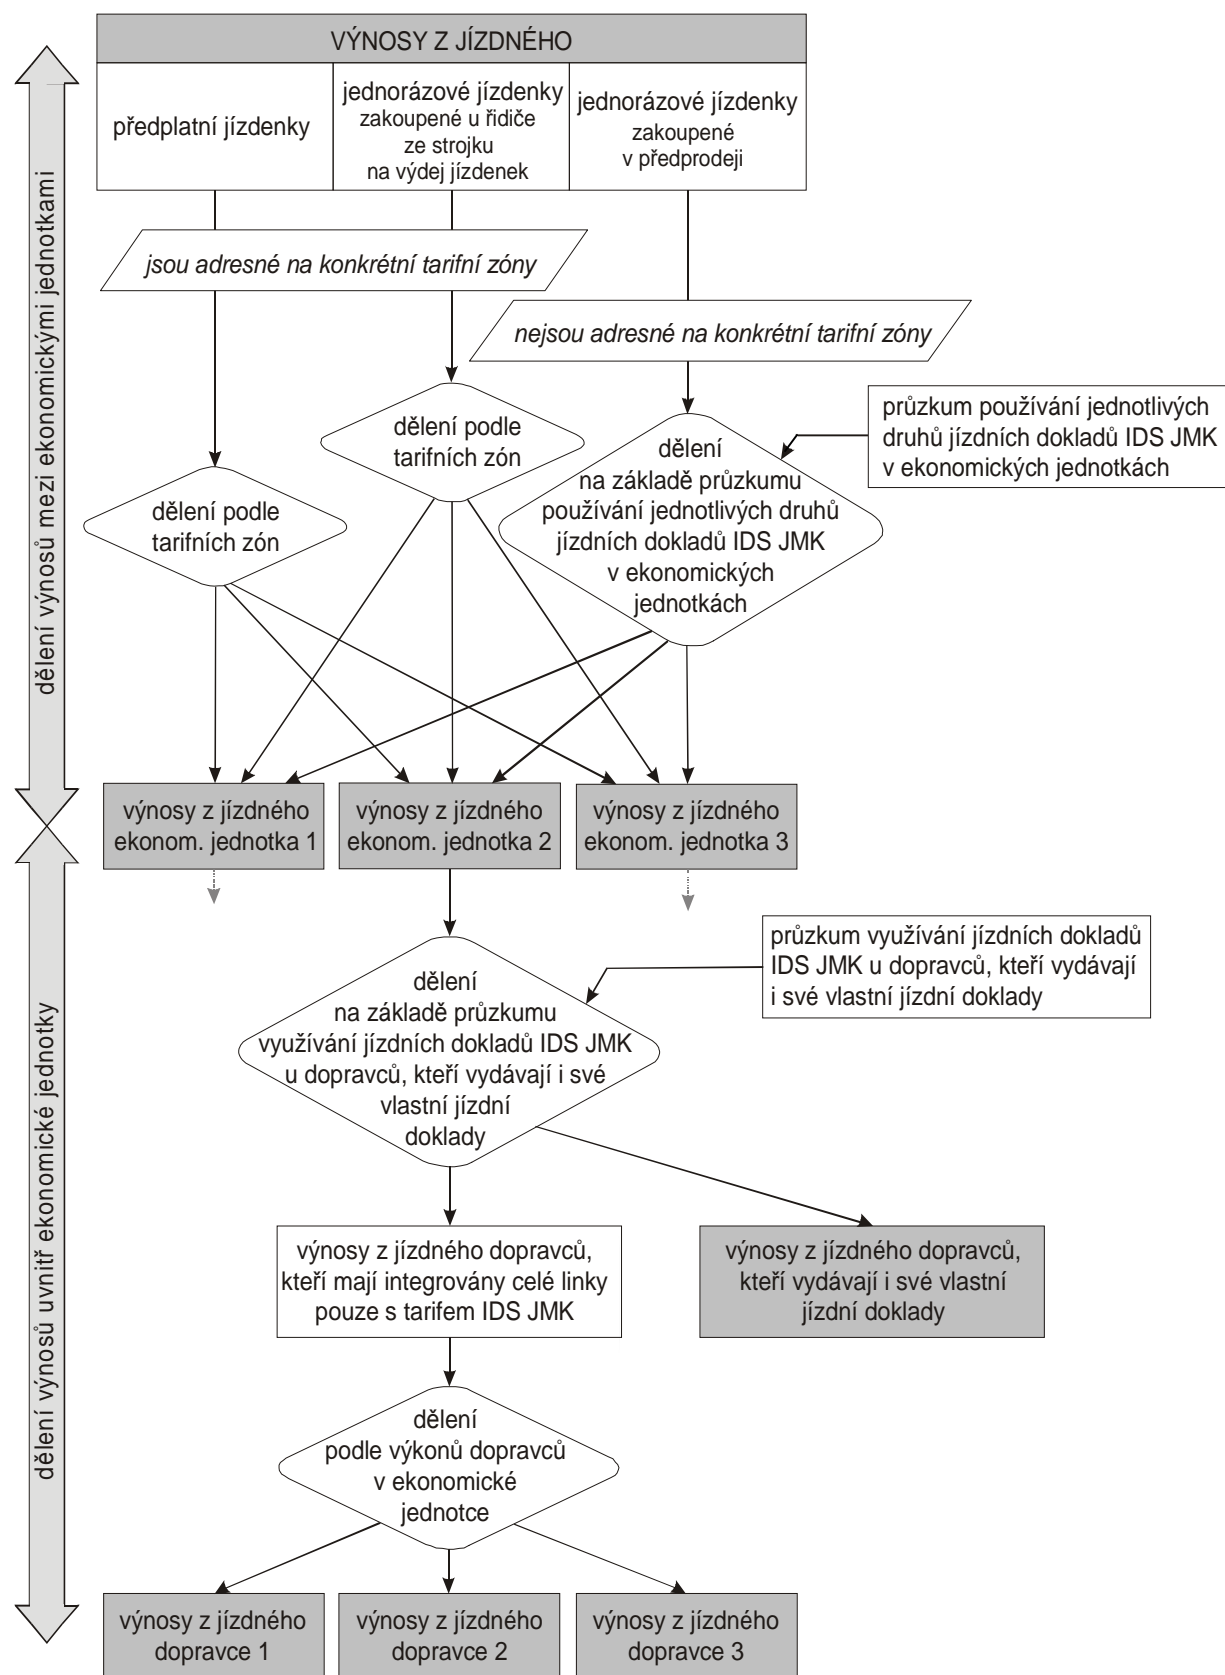 VÝNOSY Z JÍZDNÉHO
předplatní jízdenky
jednorázové jízdenky
zakoupené u řidiče
ze strojku
na výdej jízdenek
jednorázové jízdenky
zakoupené
v předprodeji
jsou adresné na konkrétní tarifní zóny
nejsou adresné na konkrétní tarifní zóny
dělení výnosů mezi ekonomickými jednotkami
dělení podle
tarifních zón
dělení podle
tarifních zón
dělení
na základě průzkumu
používání jednotlivých druhů
jízdních dokladů IDS JMK
v ekonomických
jednotkách
průzkum používání jednotlivých
druhů jízdních dokladů IDS JMK
v ekonomických jednotkách
výnosy z jízdného
ekonom. jednotka 1
výnosy z jízdného
ekonom. jednotka 2
výnosy z jízdného
ekonom. jednotka 3
dělení výnosů uvnitř ekonomické jednotky
dělení
na základě průzkumu
využívání jízdních dokladů IDS JMK
u dopravců, kteří vydávají i své
vlastní jízdní
doklady
průzkum využívání jízdních dokladů
IDS JMK u dopravců, kteří vydávají
i své vlastní jízdní doklady
výnosy z jízdného dopravců,
kteří mají integrovány celé linky
pouze s tarifem IDS JMK
výnosy z jízdného dopravců,
kteří vydávají i své vlastní
jízdní doklady
dělení
podle výkonů dopravců
v ekonomické
jednotce
výnosy z jízdného
dopravce 1
výnosy z jízdného
dopravce 2
výnosy z jízdného
dopravce 3